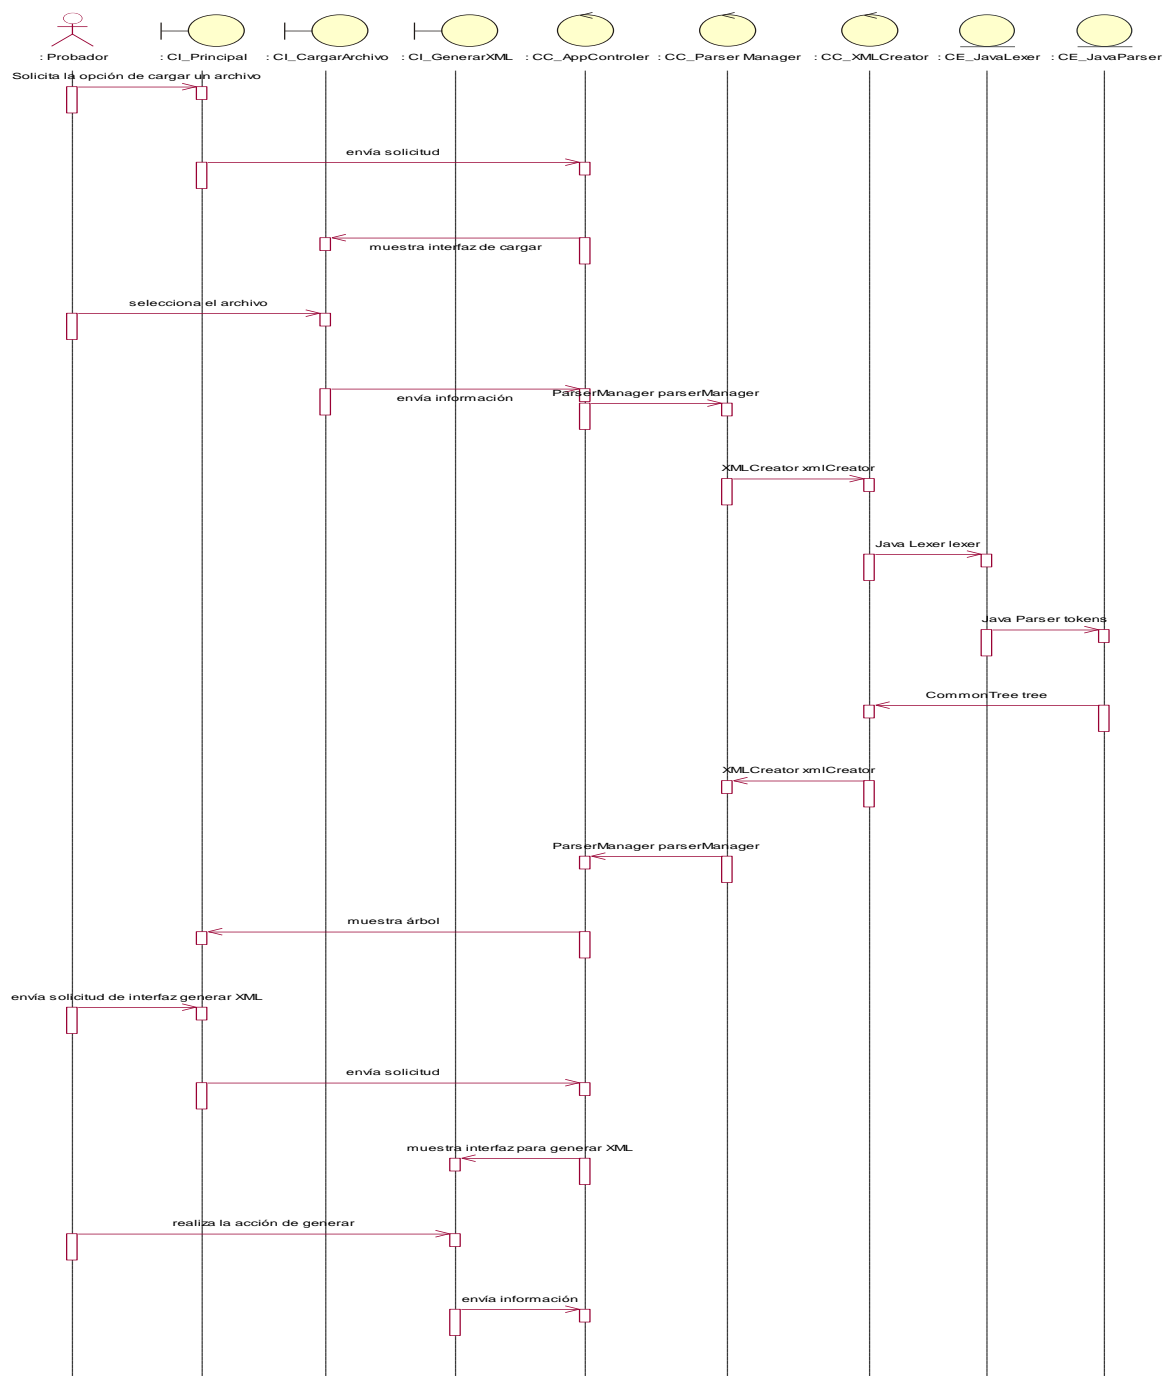 : Probador
: CI_Principal
: CI_CargarArchivo
: CI_GenerarXML
: CC_AppControler
: CC_Parser Manager
: CC_XMLCreator
: CE_JavaLexer
: CE_JavaParser
Solicita la opción de cargar un archivo
envía solicitud
muestra interfaz de cargar
selecciona el archivo
envía información
ParserManager parserManager
XMLCreator xmlCreator
Java Lexer lexer
Java Parser tokens
CommonTree tree
XMLCreator xmlCreator
ParserManager parserManager
muestra árbol
envía solicitud de interfaz generar XML
envía solicitud
muestra interfaz para generar XML
realiza la acción de generar
envía información